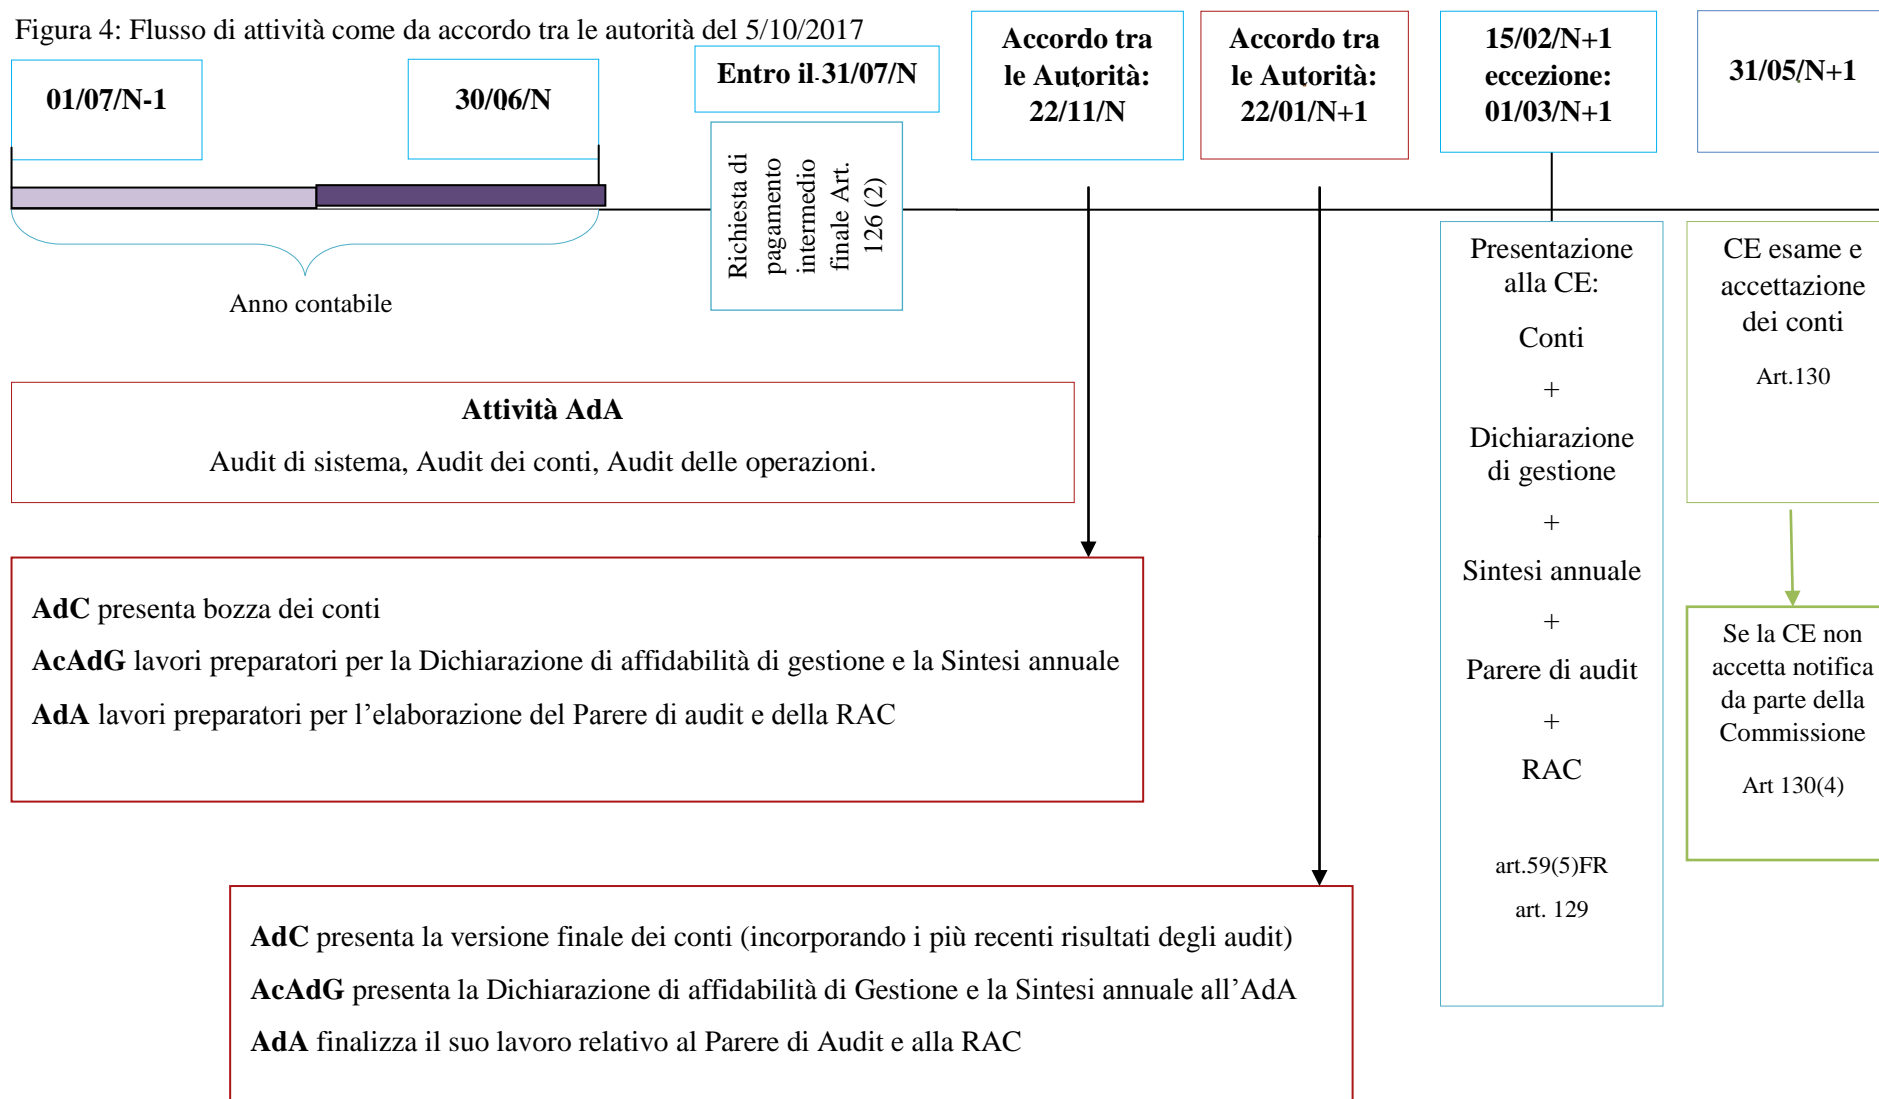 Figura 4: Flusso di attività come da accordo tra le autorità del 5/10/2017
01/07/N-1
30/06/N
Entro il 31/07/N
Accordo tra
le Autorità:
22/11/N
Accordo tra
le Autorità:
22/01/N+1
15/02/N+1
eccezione:
01/03/N+1
31/05/N+1
Richiesta di
pagamento
intermedio
finale Art.
126 (2)
Anno contabile
Attività AdA
Audit di sistema, Audit dei conti, Audit delle operazioni.
AdC presenta bozza dei conti
AcAdG lavori preparatori per la Dichiarazione di affidabilità di gestione e la Sintesi annuale
AdA lavori preparatori per l’elaborazione del Parere di audit e della RAC
AdC presenta la versione finale dei conti (incorporando i più recenti risultati degli audit)
AcAdG presenta la Dichiarazione di affidabilità di Gestione e la Sintesi annuale all’AdA
AdA finalizza il suo lavoro relativo al Parere di Audit e alla RAC
Presentazione
alla CE:
Conti
+
Dichiarazione
di gestione
+
Sintesi annuale
+
Parere di audit
+
RAC
art.59(5)FR
art. 129
CE esame e
accettazione
dei conti
Art.130
Se la CE non
accetta notifica
da parte della
Commissione
Art 130(4)